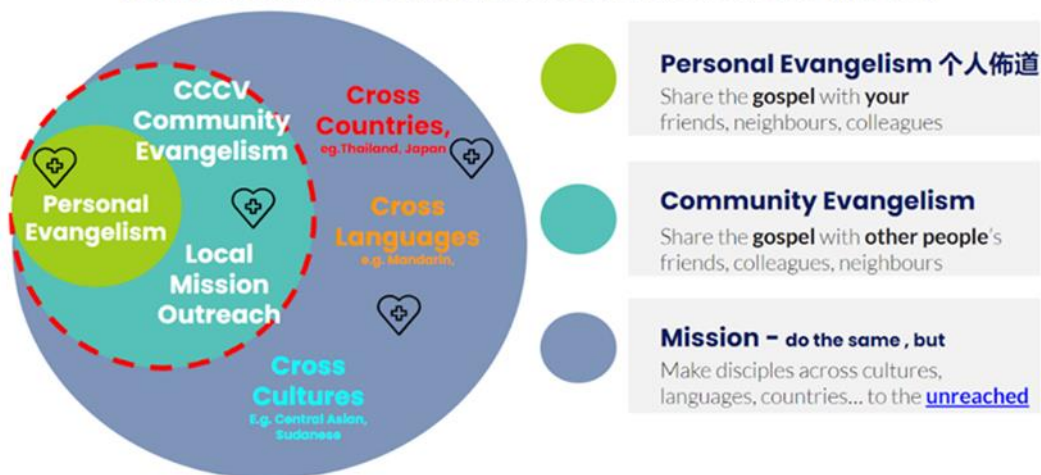 CCCV
Community
Evangelism
Personal
Evangelism
Local
Mission
Outreach
Cross
Countries,
eg.Thailand, Japan
Cross
Languages
e.g. Mandarin,
Cross
Cultures
E.g. Central Asian,
Sudanese
Personal Evangelism 个人佈道
Share the gospel with your
friends, neighbours, colleagues
Community Evangelism
Share the gospel with other people's
friends, colleagues, neighbours
Mission - do the same , but
Make disciples across cultures,
languages, countries... to the unreached